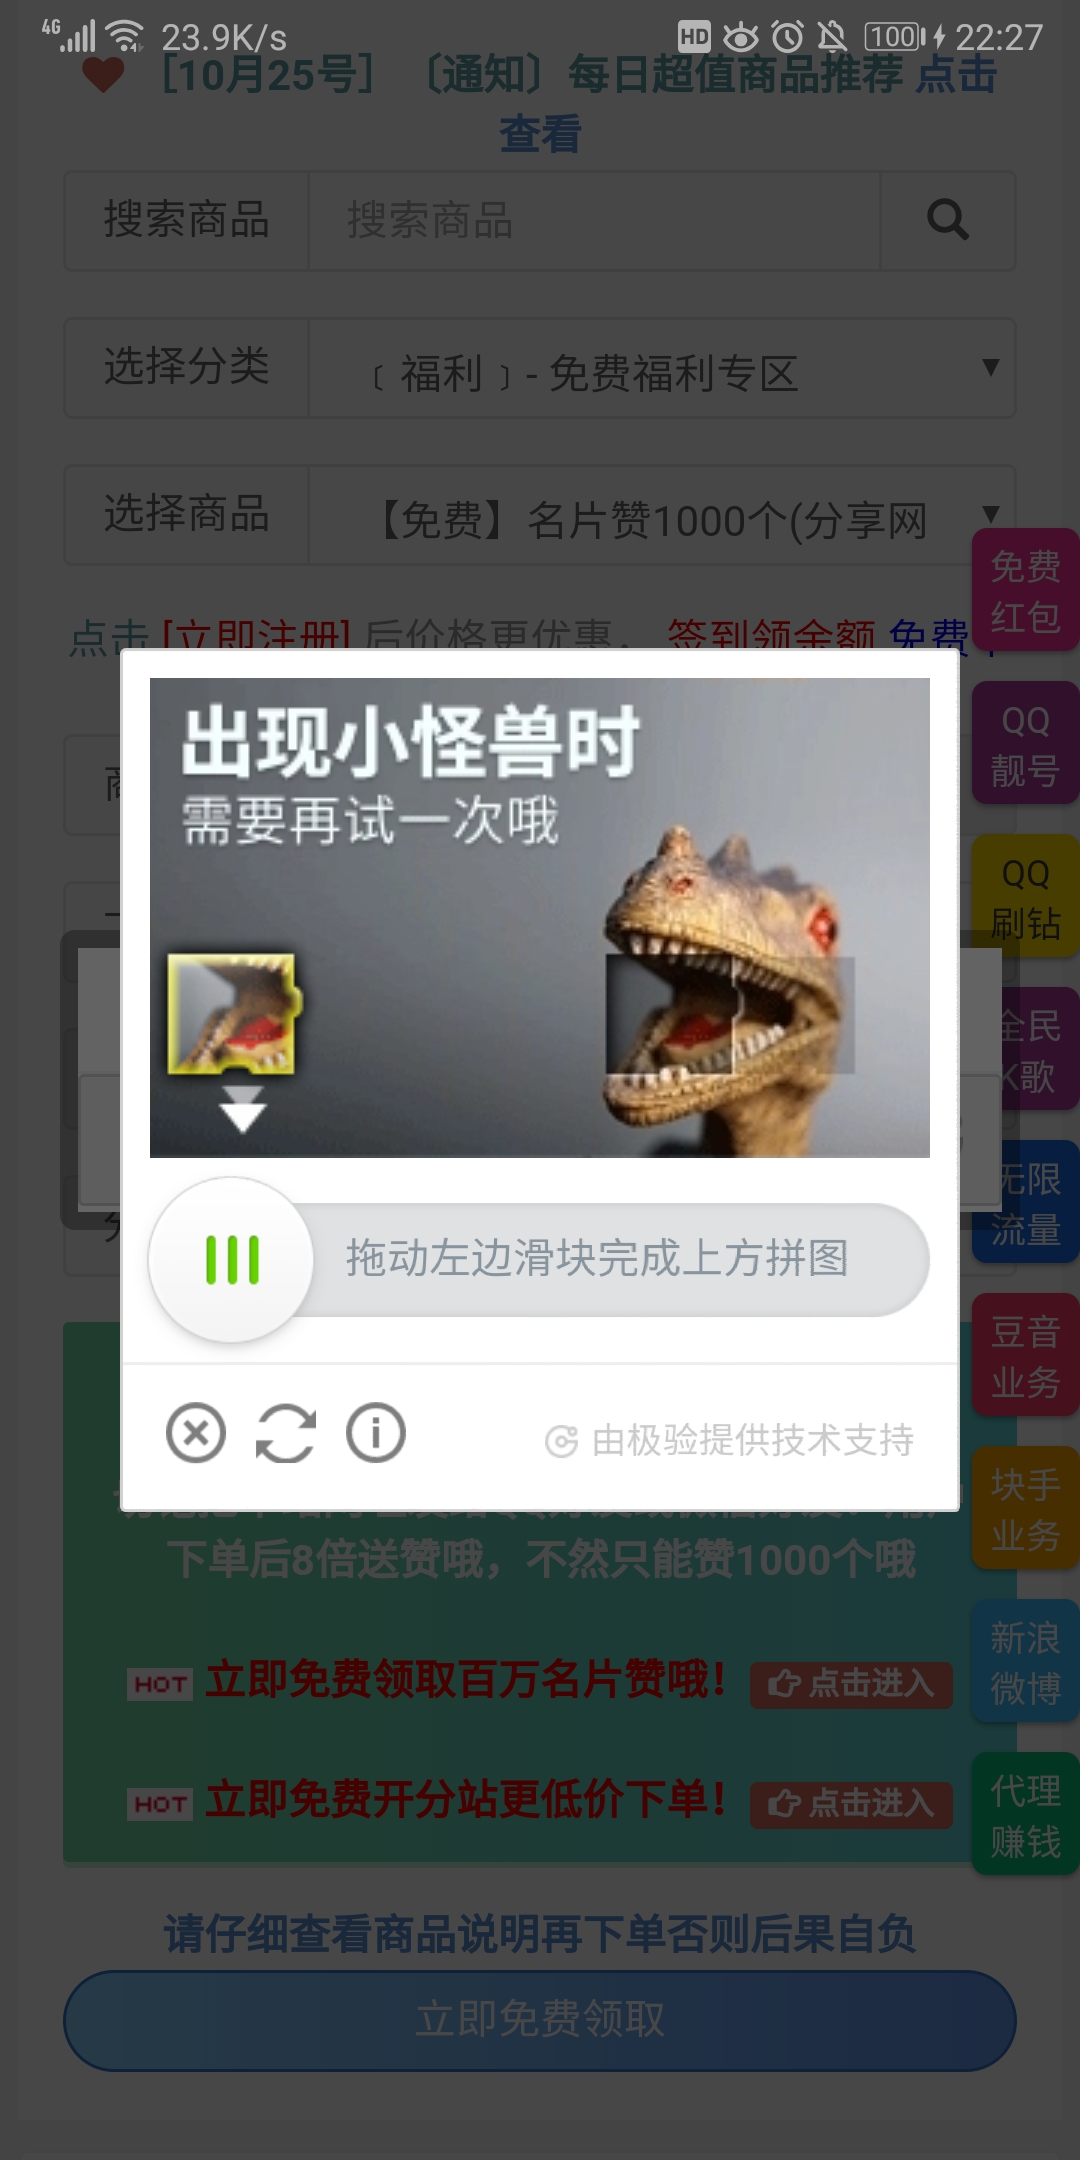 4G 23.9K/s HD 100 22:27
［10月25号］〔通知〕每日超值商品推荐 点击
查看
搜索商品 搜索商品
选择分类 ﹝福利﹞- 免费福利专区
选择商品 【免费】名片赞1000个(分享网
免费
红包
点击 [立即注册] 后价格更优惠， 签到领余额 免费
QQ
靓号
出现小怪兽时
需要再试一次哦
QQ
刷钻
全民
K歌
无限
流量
拖动左边滑块完成上方拼图
豆音
业务
由极验提供技术支持
块手
业务
下单后8倍送赞哦，不然只能赞1000个哦
新浪
微博
HOT 立即免费领取百万名片赞哦！ 点击进入
代理
赚钱
HOT 立即免费开分站更低价下单！ 点击进入
请仔细查看商品说明再下单否则后果自负
立即免费领取